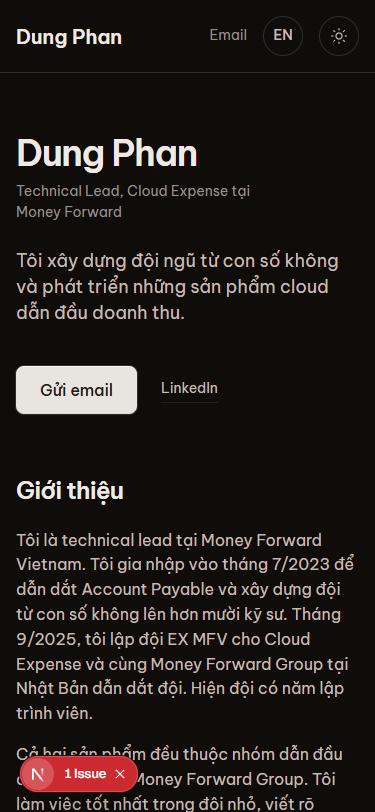 Dung Phan
Email
EN
Dung Phan
Technical Lead, Cloud Expense tại
Money Forward
Tôi xây dựng đội ngũ từ con số không
và phát triển những sản phẩm cloud
dẫn đầu doanh thu.
Gửi email
LinkedIn
Giới thiệu
Tôi là technical lead tại Money Forward
Vietnam. Tôi gia nhập vào tháng 7/2023 để
dẫn dắt Account Payable và xây dựng đội
từ con số không lên hơn mười kỹ sư. Tháng
9/2025, tôi lập đội EX MFV cho Cloud
Expense và cùng Money Forward Group tại
Nhật Bản dẫn dắt đội. Hiện đội có năm lập
trình viên.
Cả hai sản phẩm đều thuộc nhóm dẫn đầu
Money Forward Group. Tôi
làm việc tốt nhất trong đội nhỏ, viết rõ
N
1 Issue